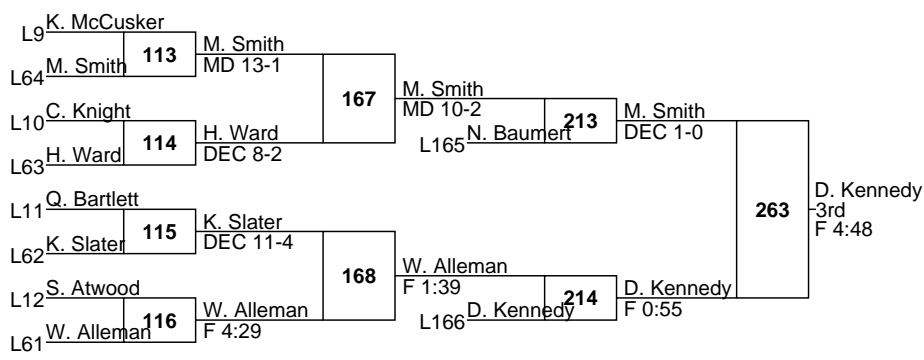 K. McCusker
L9
113
M. Smith
MD 13-1
L64
M. Smith
167
M. Smith
MD 10-2
C. Knight
L10
114
H. Ward
DEC 8-2
L63
H. Ward
L165
N. Baumert
213
M. Smith
DEC 1-0
Q. Bartlett
L11
115
K. Slater
DEC 11-4
L62
K. Slater
168
W. Alleman
F 1:39
S. Atwood
L12
116
W. Alleman
F 4:29
L61
W. Alleman
L166
D. Kennedy
214
D. Kennedy
F 0:55
263
D. Kennedy
3rd
F 4:48